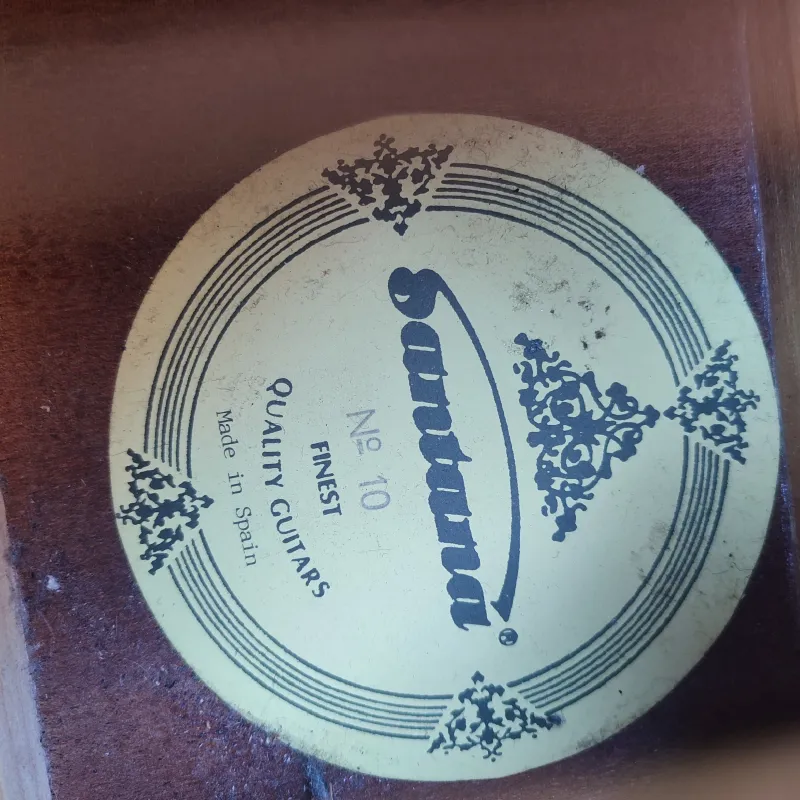 Santana®
Nº 10
FINEST
QUALITY GUITARS
Made in Spain